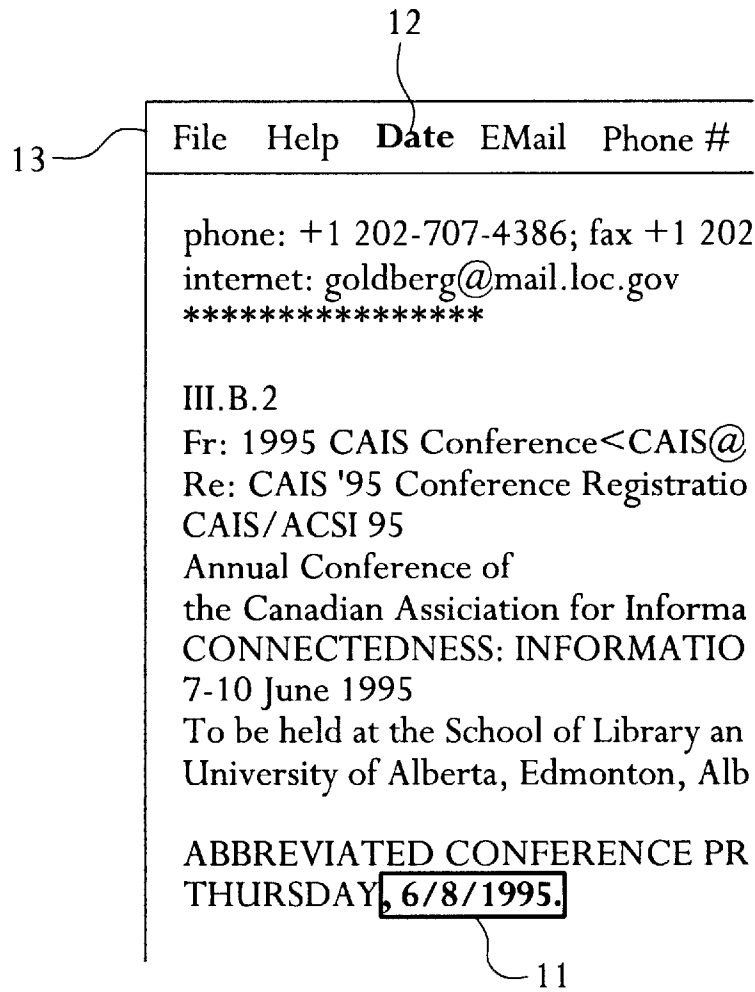 12
13
File Help Date EMail Phone #
phone: +1 202-707-4386; fax +1 202
internet: goldberg@mail.loc.gov
****************
III.B.2
Fr: 1995 CAIS Conference<CAIS@
Re: CAIS '95 Conference Registratio
CAIS/ACSI 95
Annual Conference of
the Canadian Assiciation for Informa
CONNECTEDNESS: INFORMATIO
7-10 June 1995
To be held at the School of Library an
University of Alberta, Edmonton, Alb
ABBREVIATED CONFERENCE PR
THURSDAY, 6/8/1995.
11